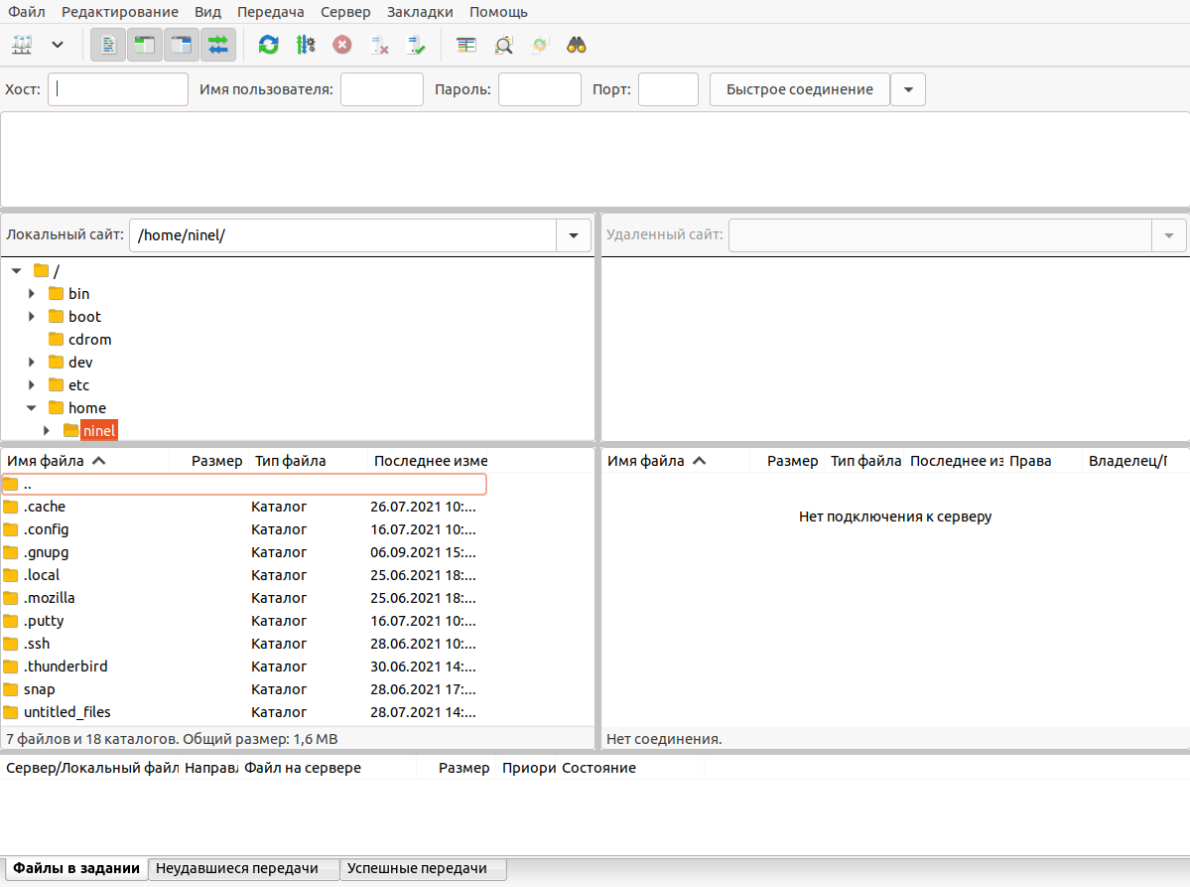 Файл Редактирование Вид Передача Сервер Закладки Помощь
Хост: Имя пользователя: Пароль: Порт: Быстрое соединение
Локальный сайт: /home/ninel/
Удаленный сайт:
/
bin
boot
cdrom
dev
etc
home
ninel
Имя файла Размер Тип файла Последнее изме
..
.cache Каталог 26.07.2021 10:...
.config Каталог 16.07.2021 10:...
.gnupg Каталог 06.09.2021 15:...
.local Каталог 25.06.2021 18:...
.mozilla Каталог 25.06.2021 18:...
.putty Каталог 16.07.2021 10:...
.ssh Каталог 28.06.2021 10:...
.thunderbird Каталог 30.06.2021 14:...
snap Каталог 28.06.2021 17:...
untitled_files Каталог 28.07.2021 14:...
7 файлов и 18 каталогов. Общий размер: 1,6 MB
Имя файла Размер Тип файла Последнее из Права Владелец/Г
Нет подключения к серверу
Нет соединения.
Сервер/Локальный файл Направл Файл на сервере Размер Приори Состояние
Файлы в задании Неудавшиеся передачи Успешные передачи